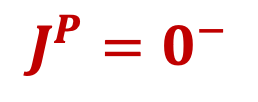 J^P = 0^−